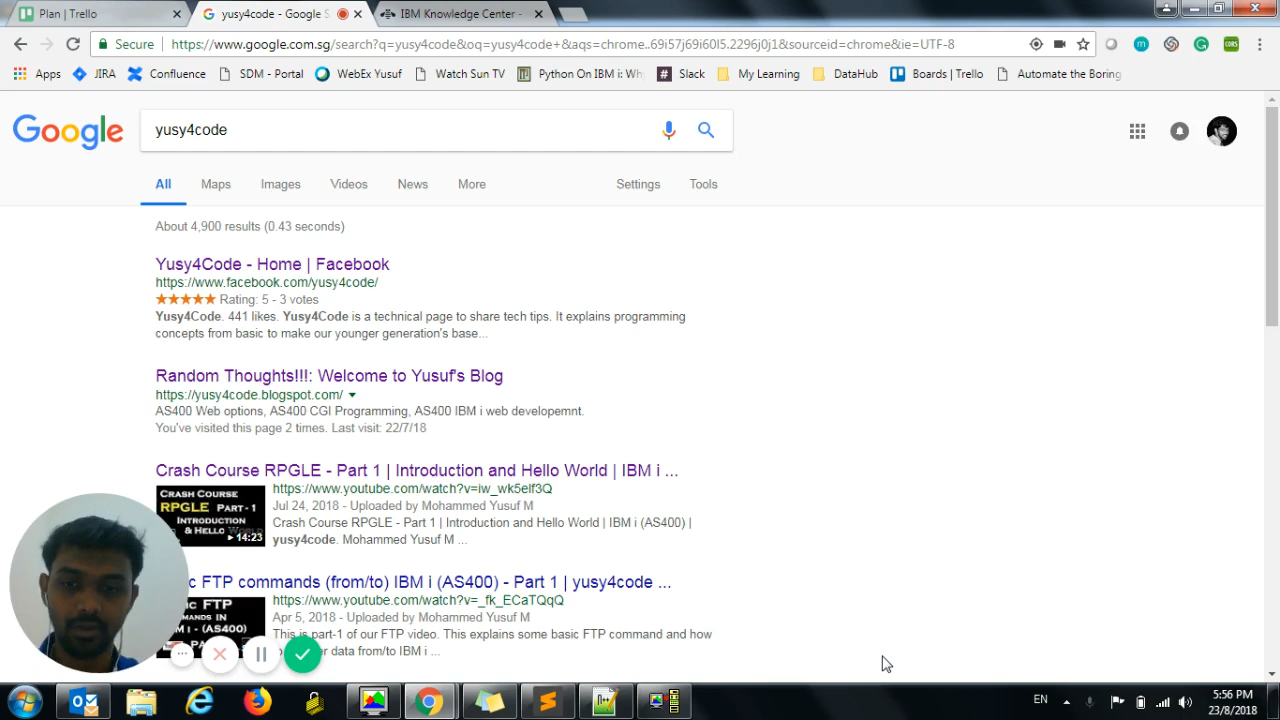 Plan | Trello
yusy4code - Google S
IBM Knowledge Center -
Secure
https://www.google.com.sg/search?q=yusy4code&oq=yusy4code+&aqs=chrome..69i57j69i60l5.2296j0j1&sourceid=chrome&ie=UTF-8
CORS
Apps
JIRA
Confluence
SDM - Portal
WebEx Yusuf
Watch Sun TV
Python on IBM i: Why
Slack
My Learning
DataHub
Boards | Trello
Automate the Boring
Google
yusy4code
All
Maps
Images
Videos
News
More
Settings
Tools
About 4,900 results (0.43 seconds)
Yusy4Code - Home | Facebook
https://www.facebook.com/yusy4code/
Rating: 5 - 3 votes
Yusy4Code. 441 likes. Yusy4Code is a technical page to share tech tips. It explains programming
concepts from basic to make our younger generation's base...
Random Thoughts!!!: Welcome to Yusuf's Blog
https://yusy4code.blogspot.com/
AS400 Web options, AS400 CGI Programming, AS400 IBM i web developemnt.
You've visited this page 2 times. Last visit: 22/7/18
Crash Course RPGLE - Part 1 | Introduction and Hello World | IBM i ...
CRASH COURSE
RPGLE PART-1
INTRODUCTION
& HELLO WORLD
14:23
https://www.youtube.com/watch?v=iw_wk5elf3Q
Jul 24, 2018 - Uploaded by Mohammed Yusuf M
Crash Course RPGLE - Part 1 | Introduction and Hello World | IBM i (AS400) |
yusy4code. Mohammed Yusuf M ...
c FTP commands (from/to) IBM i (AS400) - Part 1 | yusy4code ...
https://www.youtube.com/watch?v=_fk_ECaTQqQ
Apr 5, 2018 - Uploaded by Mohammed Yusuf M
This is part-1 of our FTP video. This explains some basic FTP command and how
data from/to IBM i ...
EN
5:56 PM
23/8/2018